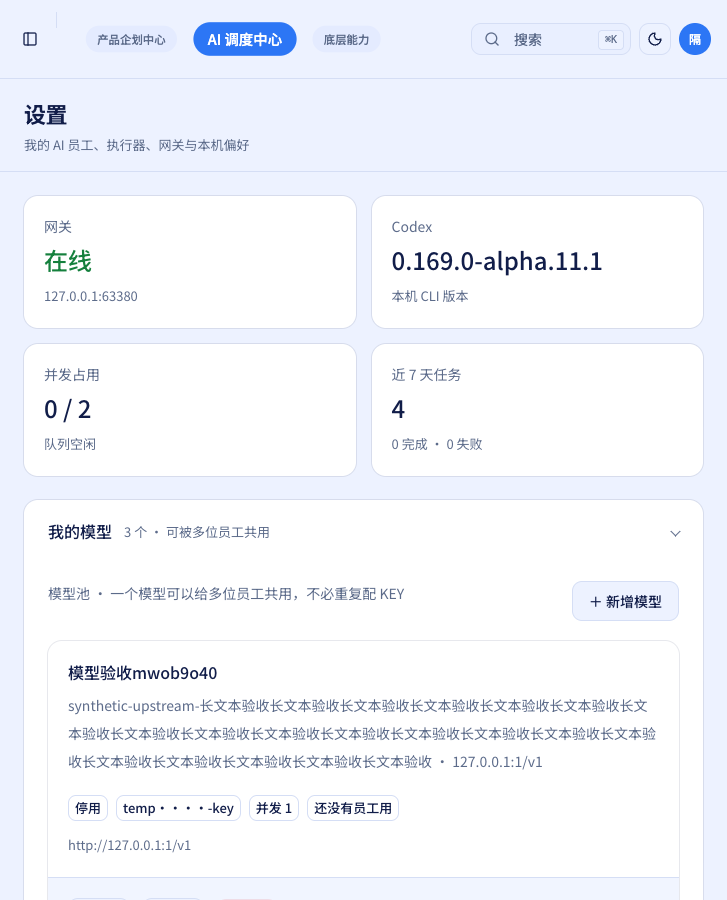 产品企划中心
AI 调度中心
底层能力
搜索
⌘K
隔
设置
我的 AI 员工、执行器、网关与本机偏好
网关
在线
127.0.0.1:63380
Codex
0.169.0-alpha.11.1
本机 CLI 版本
并发占用
0 / 2
队列空闲
近 7 天任务
4
0 完成 · 0 失败
我的模型 3 个 · 可被多位员工共用
模型池 · 一个模型可以给多位员工共用，不必重复配 KEY
+ 新增模型
模型验收mwob9o40
synthetic-upstream-长文本验收长文本验收长文本验收长文本验收长文本验收长文本验收长文
本验收长文本验收长文本验收长文本验收长文本验收长文本验收长文本验收长文本验收长文本验
收长文本验收长文本验收长文本验收长文本验收长文本验收 · 127.0.0.1:1/v1
停用
temp····-key
并发 1
还没有员工用
http://127.0.0.1:1/v1